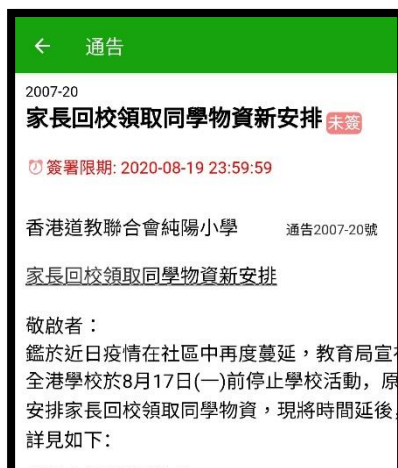 通告
2007-20
家長回校領取同學物資新安排 未簽
簽署限期: 2020-08-19 23:59:59
香港道教聯合會純陽小學 通告2007-20號
家長回校領取同學物資新安排
敬啟者：
鑑於近日疫情在社區中再度蔓延，教育局宣
全港學校於8月17日(一)前停止學校活動，原
安排家長回校領取同學物資，現將時間延後，
詳見如下: